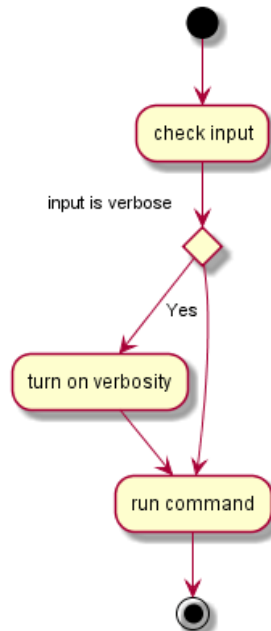 check input
input is verbose
Yes
turn on verbosity
run command